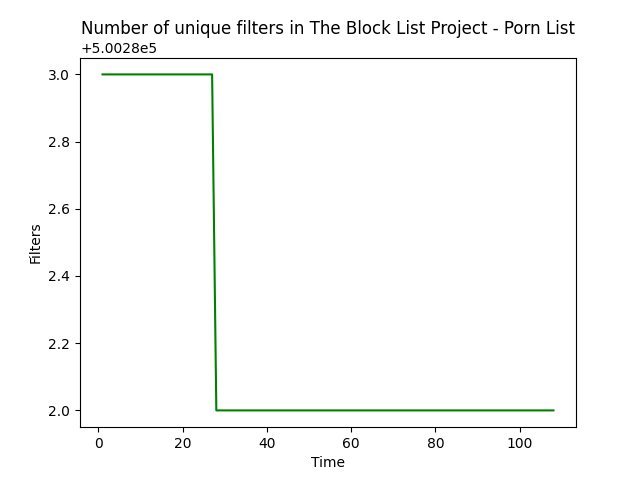 Number of unique filters in The Block List Project - Porn List
+5.0028e5
3.0
2.8
2.6
2.4
2.2
2.0
Filters
0 20 40 60 80 100
Time